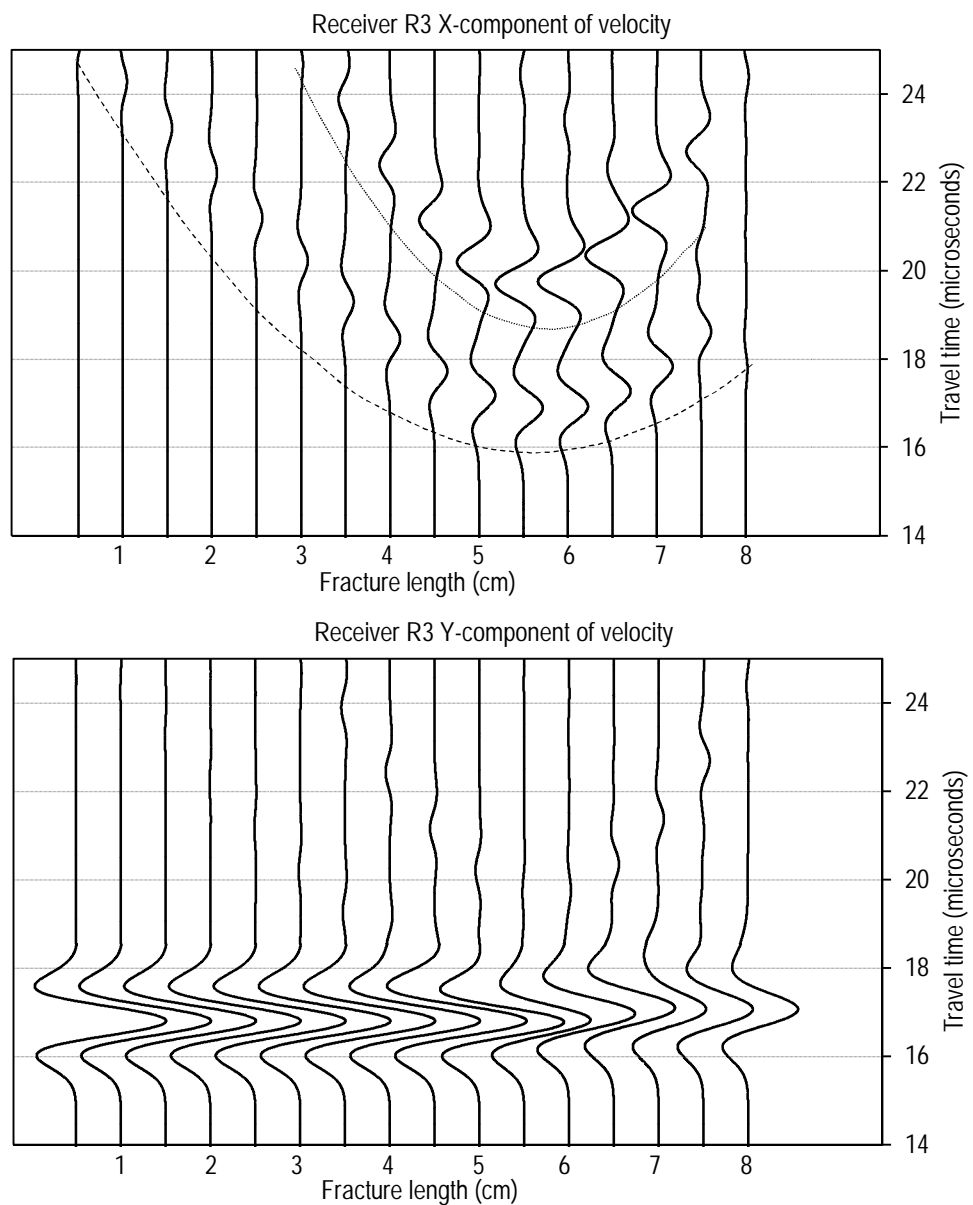 Receiver R3 X-component of velocity
24
22
20
18
16
14
Travel time (microseconds)
1 2 3 4 5 6 7 8
Fracture length (cm)
Receiver R3 Y-component of velocity
24
22
20
18
16
14
Travel time (microseconds)
1 2 3 4 5 6 7 8
Fracture length (cm)